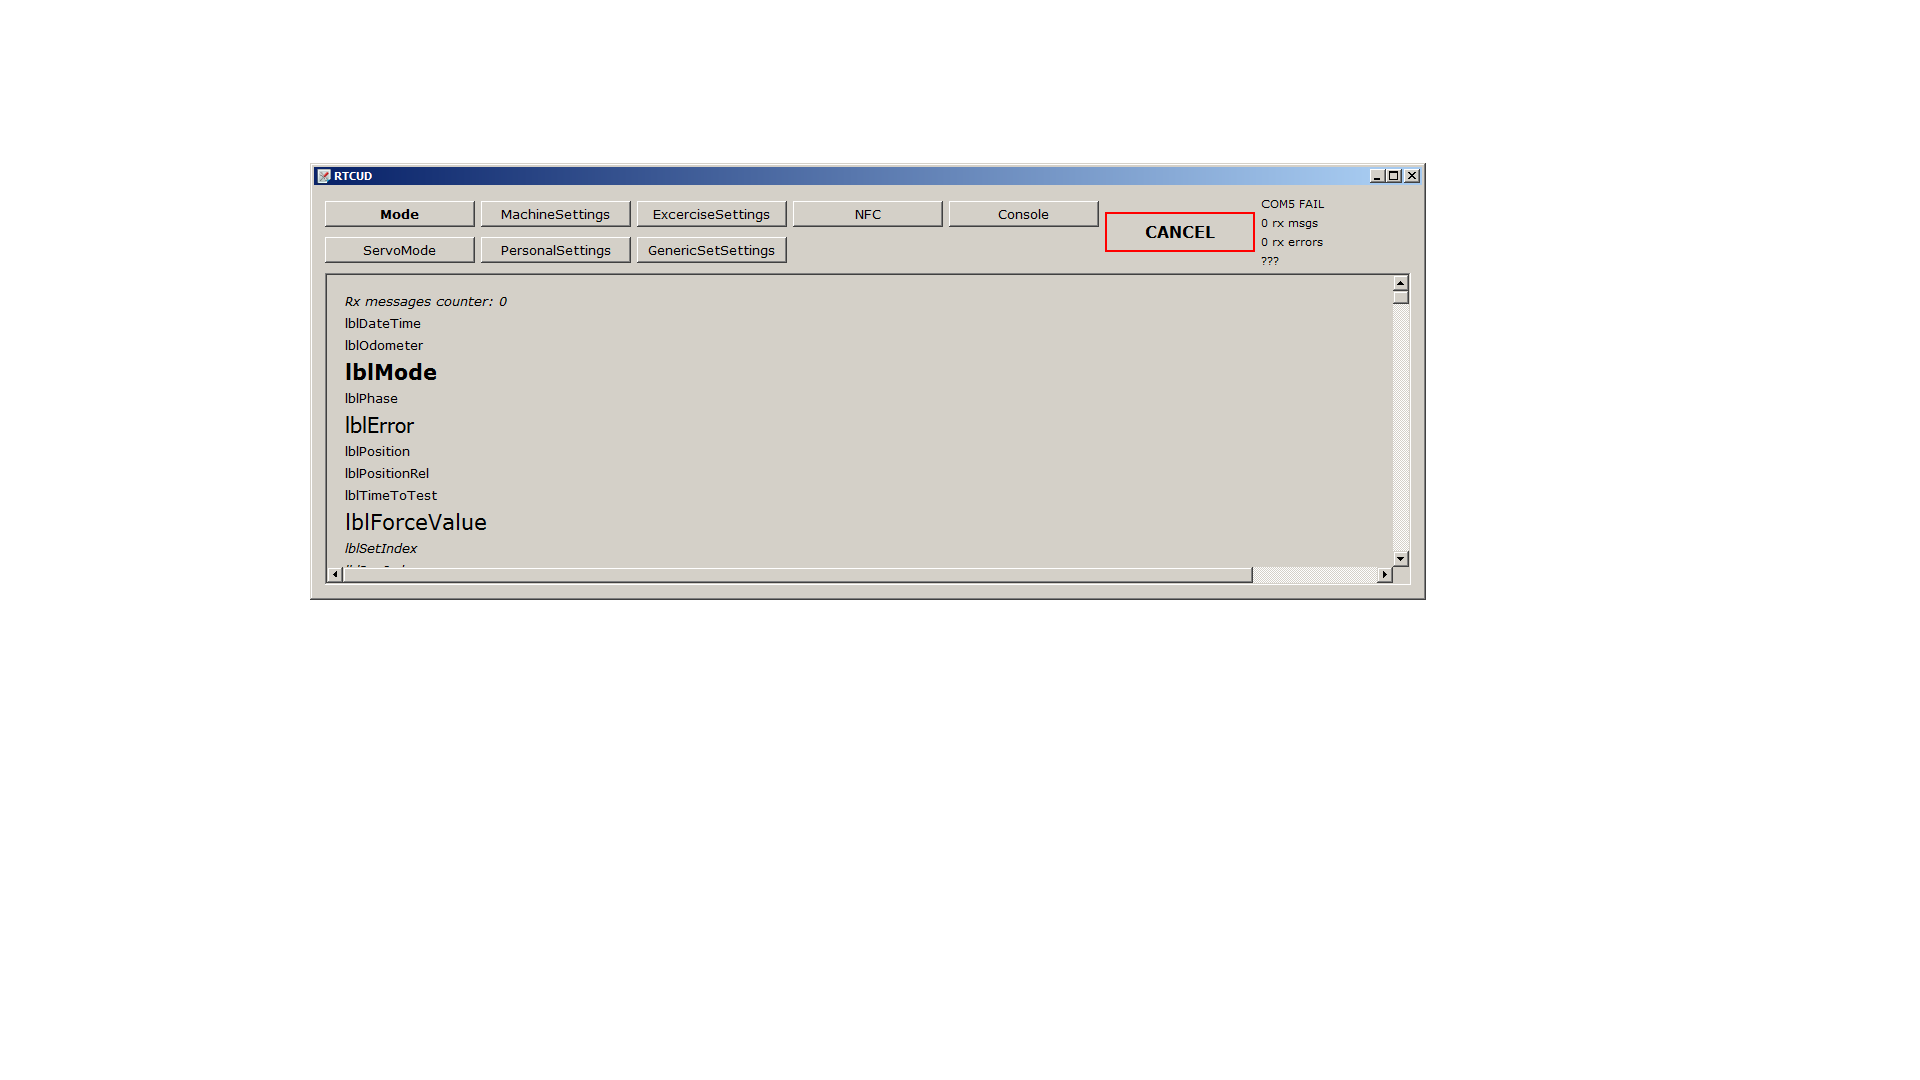 RTCUD
Mode MachineSettings ExcerciseSettings NFC Console
ServoMode PersonalSettings GenericSetSettings
CANCEL
COM5 FAIL
0 rx msgs
0 rx errors
???
Rx messages counter: 0
lblDateTime
lblOdometer
lblMode
lblPhase
lblError
lblPosition
lblPositionRel
lblTimeToTest
lblForceValue
lblSetIndex